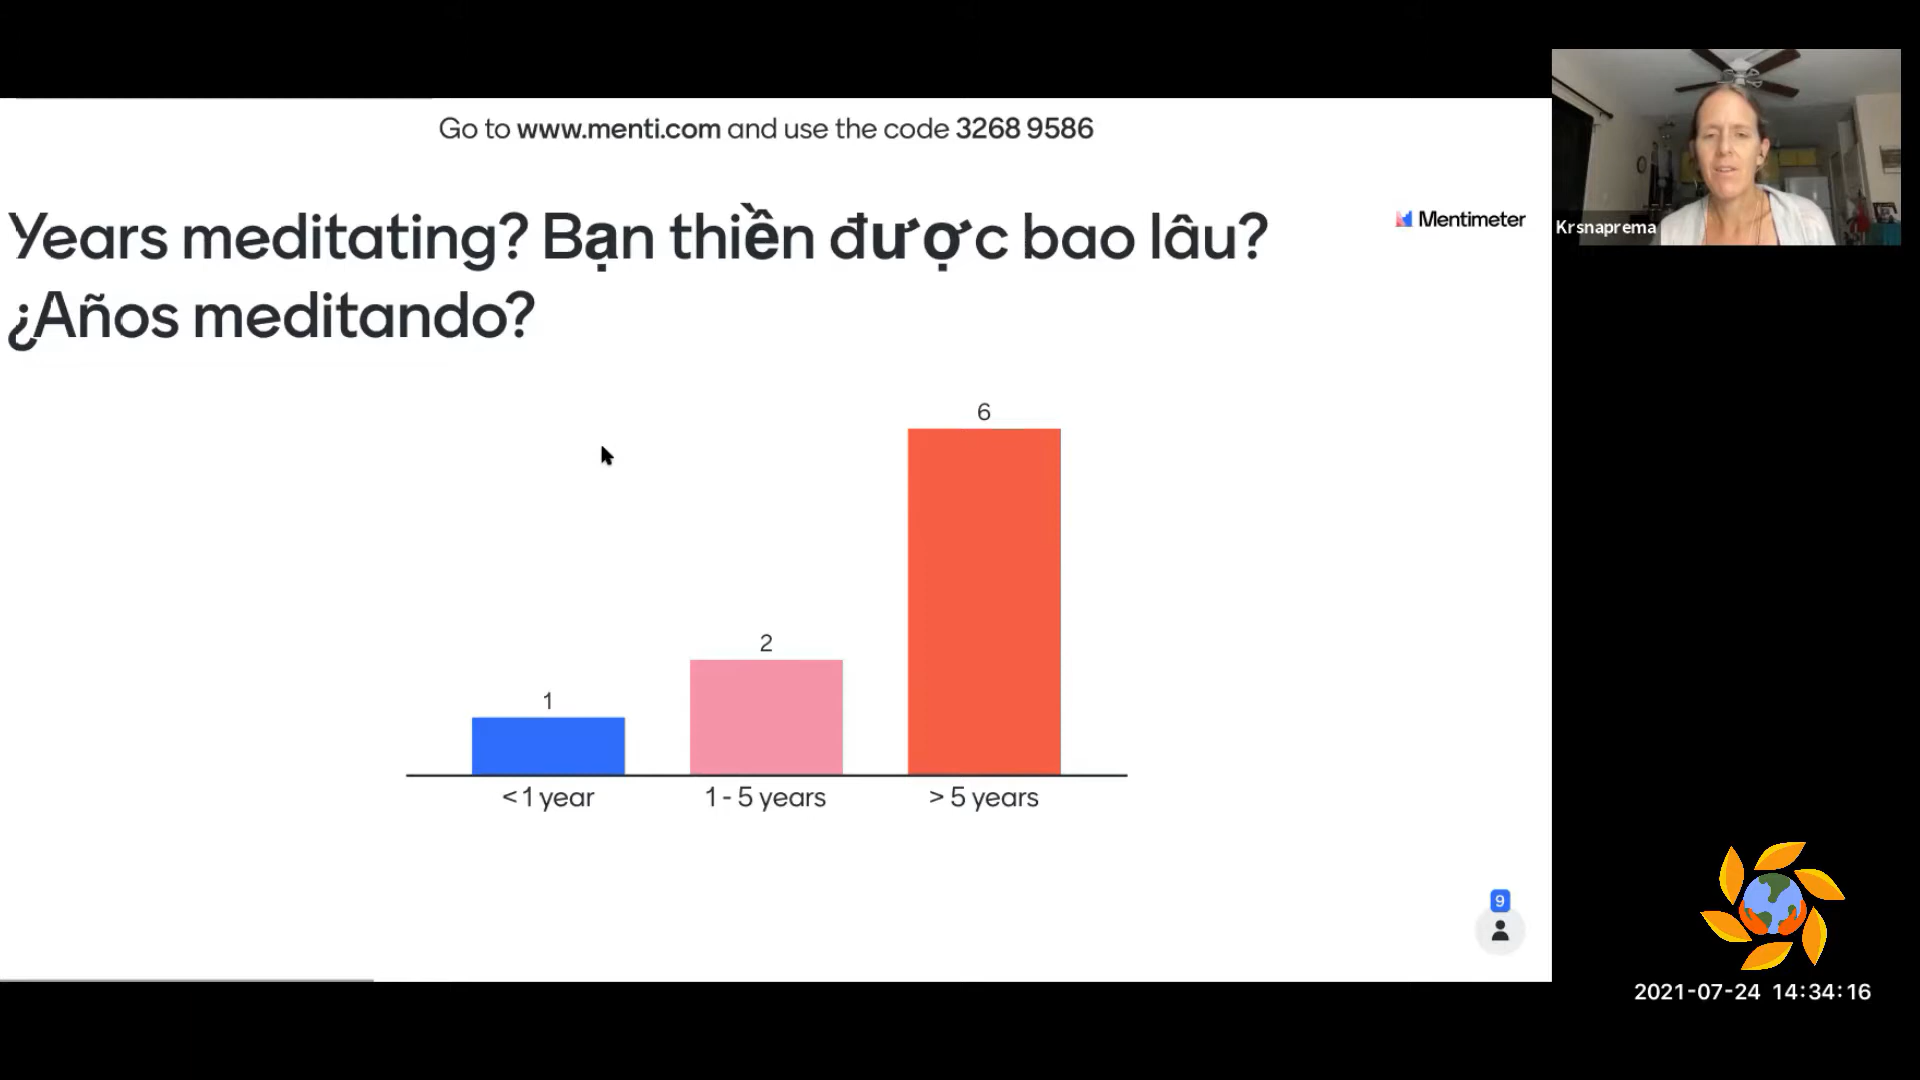 Go to www.menti.com and use the code 3268 9586
Years meditating? Bạn thiền được bao lâu?
¿Años meditando?
Mentimeter
Krsnaprema
6
2
1
< 1 year
1 - 5 years
> 5 years
9
2021-07-24 14:34:16